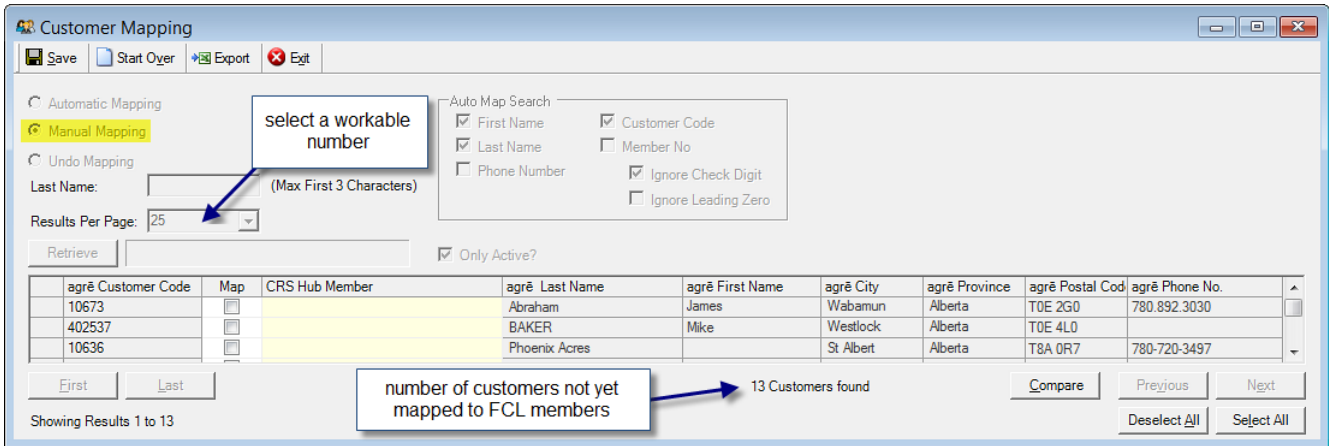 Customer Mapping
Save Start Over Export Exit
Automatic Mapping
Manual Mapping
Undo Mapping
select a workable
number
Auto Map Search
First Name Customer Code
Last Name Member No
Phone Number Ignore Check Digit
Ignore Leading Zero
Last Name: (Max First 3 Characters)
Results Per Page: 25
Retrieve Only Active?
agrē Customer Code Map CRS Hub Member agrē Last Name agrē First Name agrē City agrē Province agrē Postal Cod agrē Phone No.
10673 Abraham James Wabamun Alberta T0E 2G0 780.892.3030
402537 BAKER Mike Westlock Alberta T0E 4L0
10636 Phoenix Acres St Albert Alberta T8A 0R7 780-720-3497
First Last
number of customers not yet
mapped to FCL members
13 Customers found Compare Previous Next
Showing Results 1 to 13 Deselect All Select All